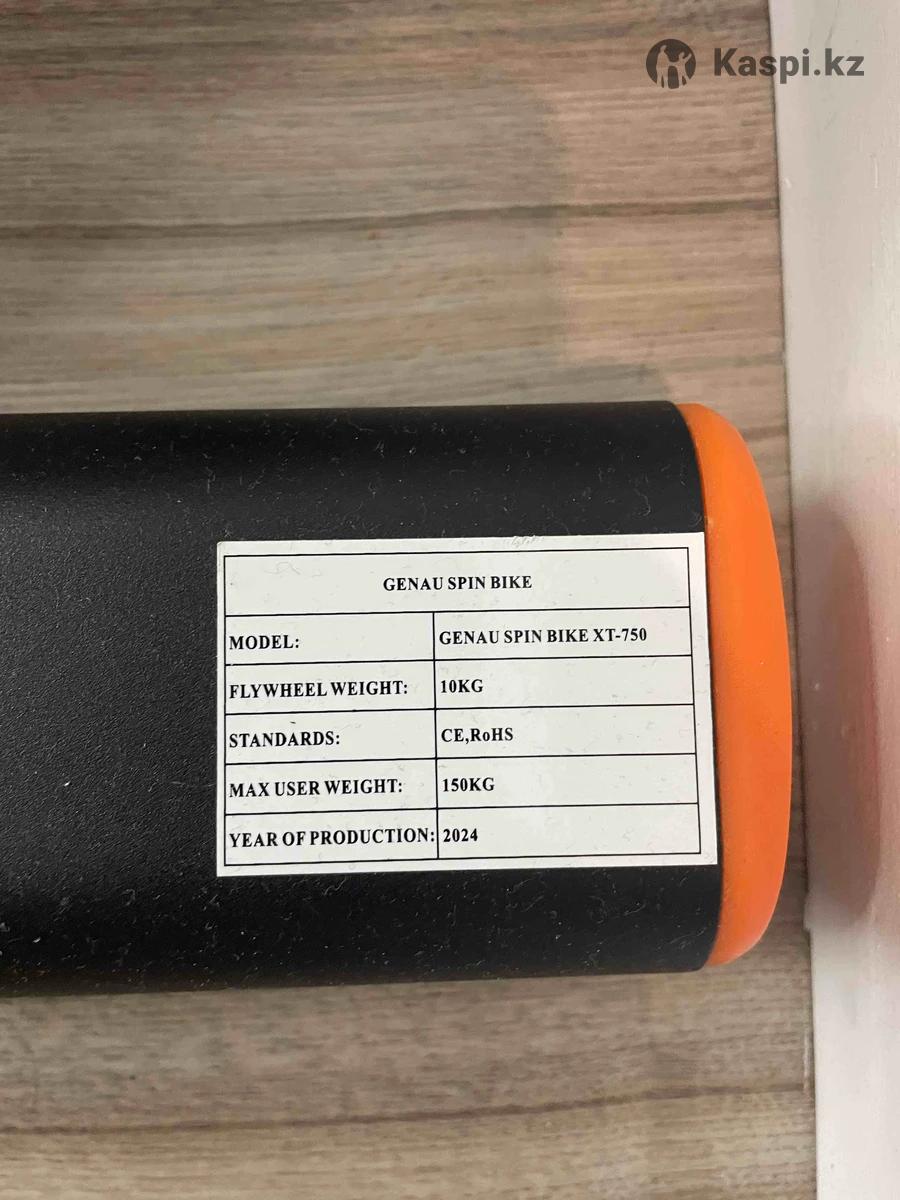 Kaspi.kz
GENAU SPIN BIKE
MODEL: GENAU SPIN BIKE XT-750
FLYWHEEL WEIGHT: 10KG
STANDARDS: CE,RoHS
MAX USER WEIGHT: 150KG
YEAR OF PRODUCTION: 2024